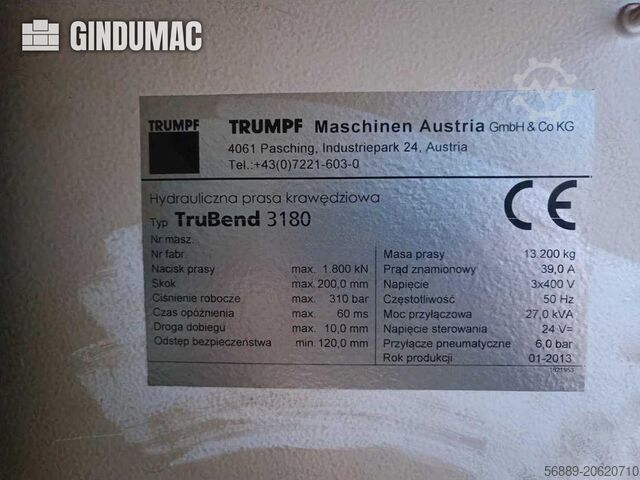 GINDUMAC
TRUMPF
TRUMPF Maschinen Austria GmbH & Co KG
4061 Pasching, Industriepark 24, Austria
Tel.:+43(0)7221-603-0
Hydrauliczna prasa krawędziowa
Typ TruBend 3180
Nr masz.
Nr fabr.
Nacisk prasy max. 1.800 kN
Skok max. 200,0 mm
Ciśnienie robocze max. 310 bar
Czas opóźnienia max. 60 ms
Droga dobiegu max. 10,0 mm
Odstęp bezpieczeństwa min. 120,0 mm
CE
Masa prasy 13.200 kg
Prąd znamionowy 39,0 A
Napięcie 3x400 V
Częstotliwość 50 Hz
Moc przyłączowa 27,0 kVA
Napięcie sterowania 24 V=
Przyłącze pneumatyczne 6,0 bar
Rok produkcji 01-2013
1621953
56889-20620710